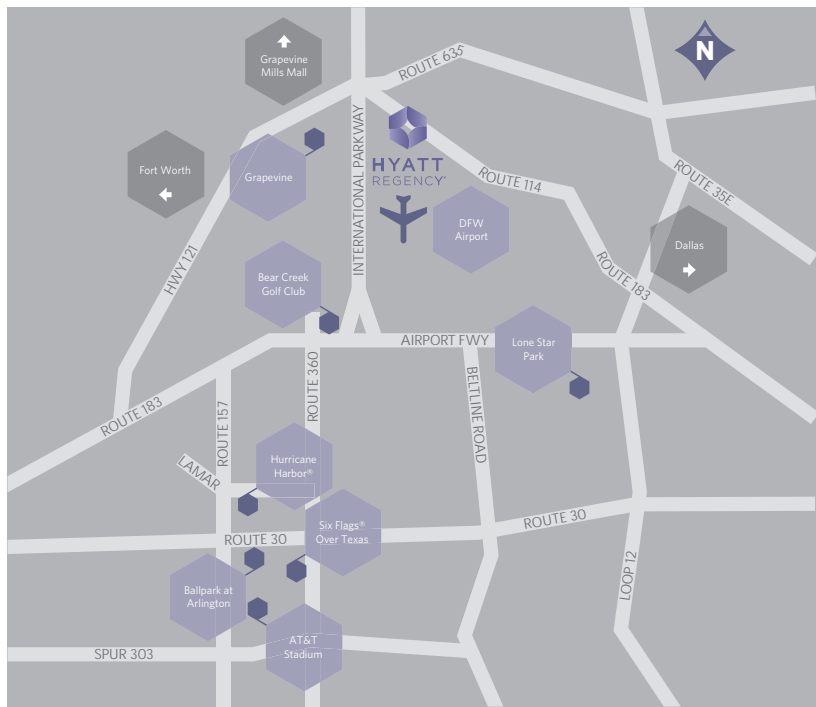 Grapevine
Mills Mall
N
ROUTE 635
Fort Worth
Grapevine
INTERNATIONAL PARKWAY
HYATT
REGENCY®
ROUTE 114
ROUTE 35E
DFW
Airport
Dallas
HWY 121
Bear Creek
Golf Club
ROUTE 183
AIRPORT FWY
Lone Star
Park
ROUTE 360
BELTLINE ROAD
ROUTE 183
ROUTE 157
LAMAR
Hurricane
Harbor®
ROUTE 30
Six Flags®
Over Texas
ROUTE 30
LOOP 12
Ballpark at
Arlington
AT&T
Stadium
SPUR 303